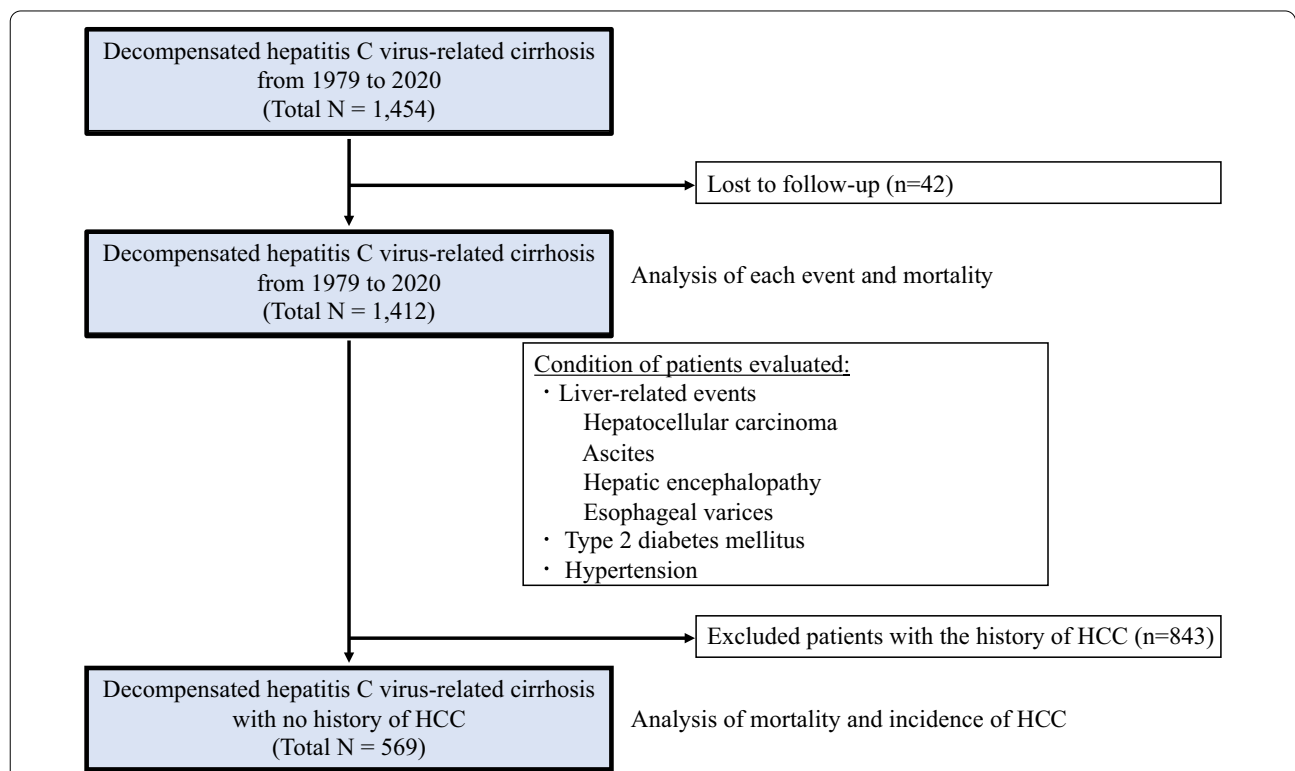 Decompensated hepatitis C virus-related cirrhosis
from 1979 to 2020
(Total N = 1,454)
Lost to follow-up (n=42)
Decompensated hepatitis C virus-related cirrhosis
from 1979 to 2020
(Total N = 1,412)
Analysis of each event and mortality
Condition of patients evaluated:
・Liver-related events
Hepatocellular carcinoma
Ascites
Hepatic encephalopathy
Esophageal varices
・Type 2 diabetes mellitus
・Hypertension
Excluded patients with the history of HCC (n=843)
Decompensated hepatitis C virus-related cirrhosis
with no history of HCC
(Total N = 569)
Analysis of mortality and incidence of HCC